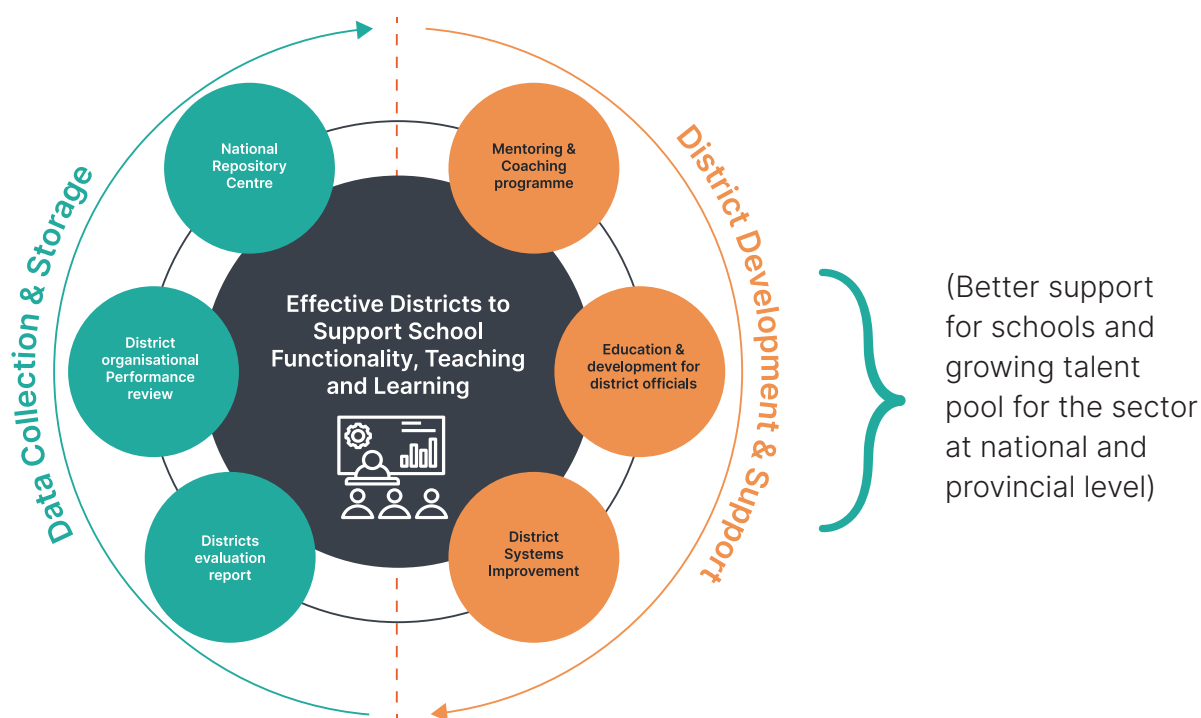 Data Collection & Storage
National
Repository
Centre
District
organisational
Performance
review
Districts
evaluation
report
Effective Districts to
Support School
Functionality, Teaching
and Learning
Mentoring &
Coaching
programme
Education &
development for
district officials
District
Systems
Improvement
District Development & Support
(Better support
for schools and
growing talent
pool for the sector
at national and
provincial level)